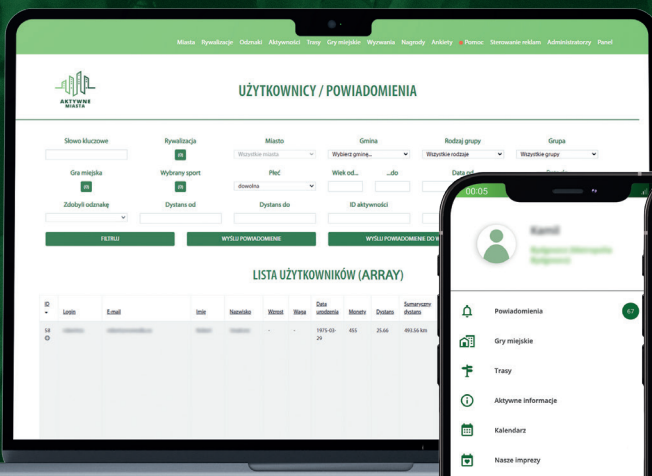 Miasta Rywalizacje Odznaki Aktywności Trasy Gry miejskie Wyzwania Nagrody Ankiety Pomoc Sterowanie reklam Administratorzy Panel
AKTYWNE
MIASTA
UŻYTKOWNICY / POWIADOMIENIA
Słowo kluczowe Rywalizacja Miasto Gmina Rodzaj grupy Grupa
(0) Wszystkie miasta Wybierz gminę... Wszystkie rodzaje Wszystkie grupy
Gra miejska Wybrany sport Płeć Wiek od... ...do Data od
(0) (0) dowolna
Zdobyli odznakę Dystans od Dystans do ID aktywności
FILTRUJ WYŚLIJ POWIADOMIENIE WYŚLIJ POWIADOMIENIE DO
LISTA UŻYTKOWNIKÓW (ARRAY)
ID Login E-mail Imię Nazwisko Wzrost Waga Data urodzenia Monety Dystans Sumaryczny dystans
58 - - 1975-03-29 455 25.66 493.56 km
00:05
Powiadomienia 67
Gry miejskie
Trasy
Aktywne informacje
Kalendarz
Nasze imprezy